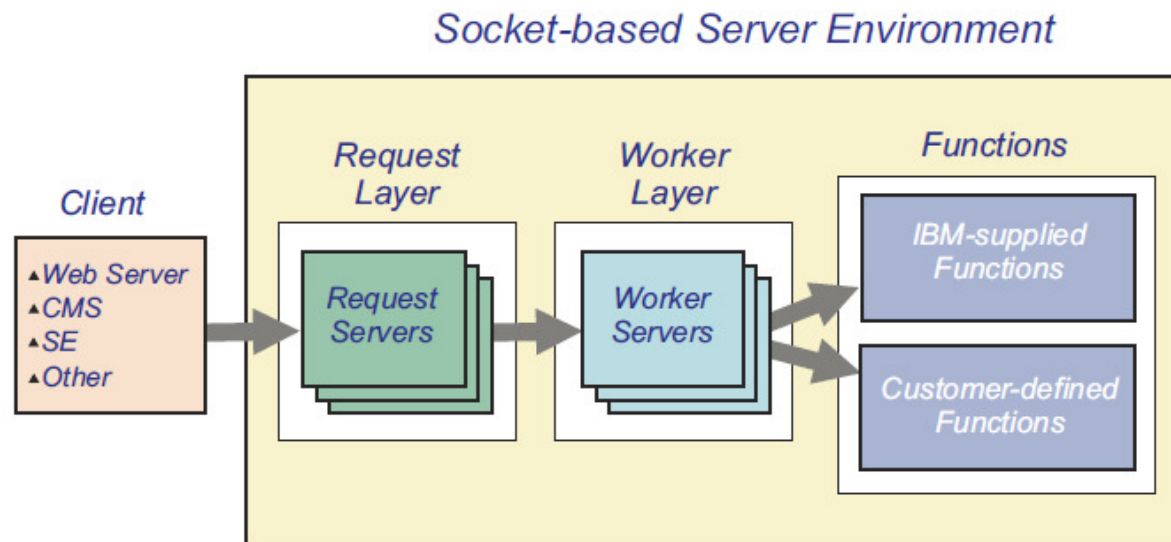 Socket-based Server Environment
Client
▲Web Server
▲CMS
▲SE
▲Other
Request
Layer
Request
Servers
Worker
Layer
Worker
Servers
Functions
IBM-supplied
Functions
Customer-defined
Functions